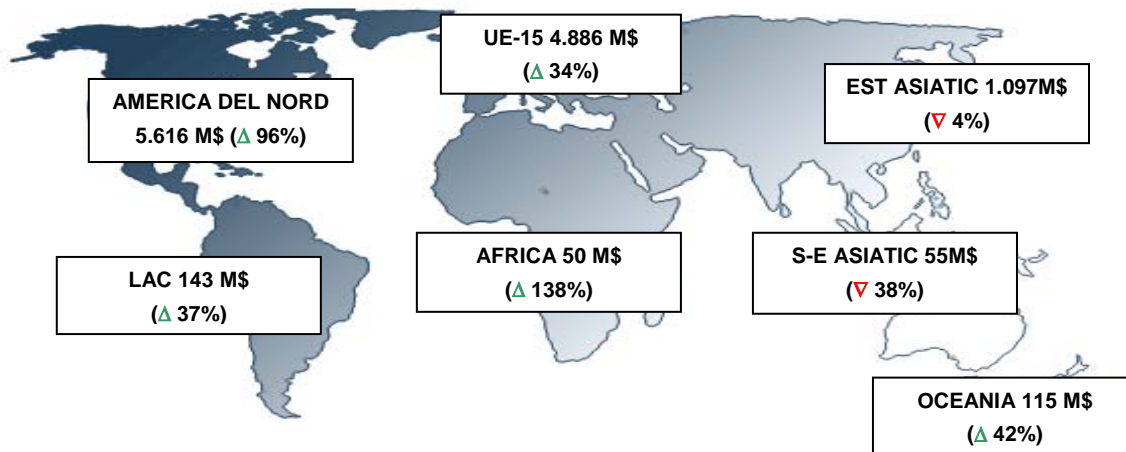 UE-15 4.886 M$
(∆ 34%)
AMERICA DEL NORD
5.616 M$ (∆ 96%)
EST ASIATIC 1.097M$
(∇ 4%)
LAC 143 M$
(∆ 37%)
AFRICA 50 M$
(∆ 138%)
S-E ASIATIC 55M$
(∇ 38%)
OCEANIA 115 M$
(∆ 42%)